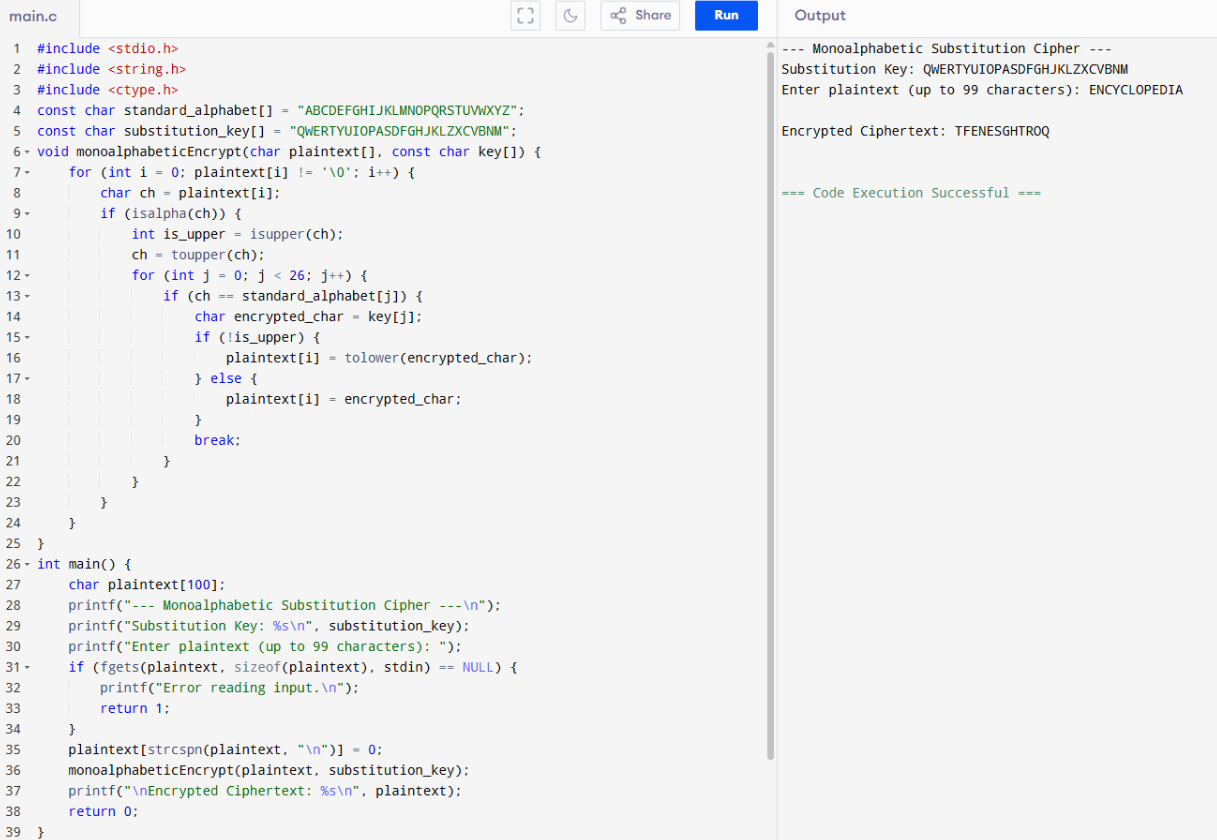 main.c
Share
Run
Output
1 #include <stdio.h>
2 #include <string.h>
3 #include <ctype.h>
4 const char standard_alphabet[] = "ABCDEFGHIJKLMNOPQRSTUVWXYZ";
5 const char substitution_key[] = "QWERTYUIOPASDFGHJKLZXCVBNM";
6 void monoalphabeticEncrypt(char plaintext[], const char key[]) {
7     for (int i = 0; plaintext[i] != '\0'; i++) {
8         char ch = plaintext[i];
9         if (isalpha(ch)) {
10             int is_upper = isupper(ch);
11             ch = toupper(ch);
12             for (int j = 0; j < 26; j++) {
13                 if (ch == standard_alphabet[j]) {
14                     char encrypted_char = key[j];
15                     if (!is_upper) {
16                         plaintext[i] = tolower(encrypted_char);
17                     } else {
18                         plaintext[i] = encrypted_char;
19                     }
20                     break;
21                 }
22             }
23         }
24     }
25 }
26 int main() {
27     char plaintext[100];
28     printf("--- Monoalphabetic Substitution Cipher ---\n");
29     printf("Substitution Key: %s\n", substitution_key);
30     printf("Enter plaintext (up to 99 characters): ");
31     if (fgets(plaintext, sizeof(plaintext), stdin) == NULL) {
32         printf("Error reading input.\n");
33         return 1;
34     }
35     plaintext[strcspn(plaintext, "\n")] = 0;
36     monoalphabeticEncrypt(plaintext, substitution_key);
37     printf("\nEncrypted Ciphertext: %s\n", plaintext);
38     return 0;
39 }
--- Monoalphabetic Substitution Cipher ---
Substitution Key: QWERTYUIOPASDFGHJKLZXCVBNM
Enter plaintext (up to 99 characters): ENCYCLOPEDIA
Encrypted Ciphertext: TFENESGHTROQ
=== Code Execution Successful ===